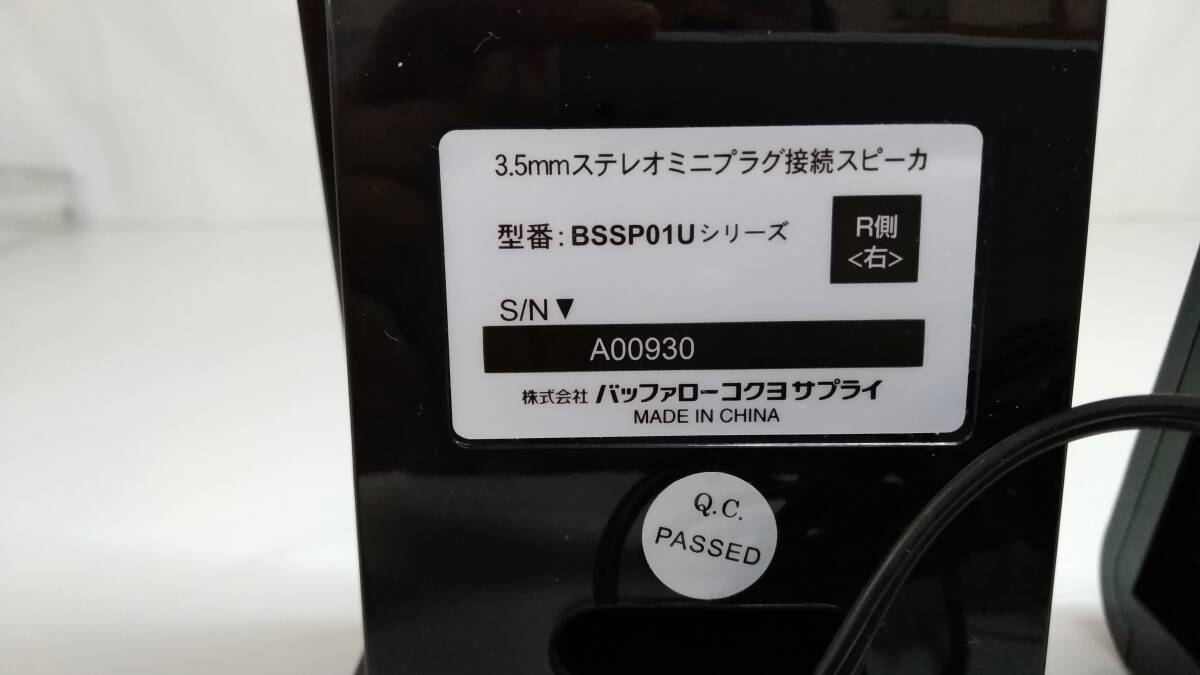 3.5mmステレオミニプラグ接続スピーカ
型番: BSSP01Uシリーズ
R側
<右>
S/N▼
A00930
株式会社 バッファローコクヨサプライ
MADE IN CHINA
Q.C.
PASSED